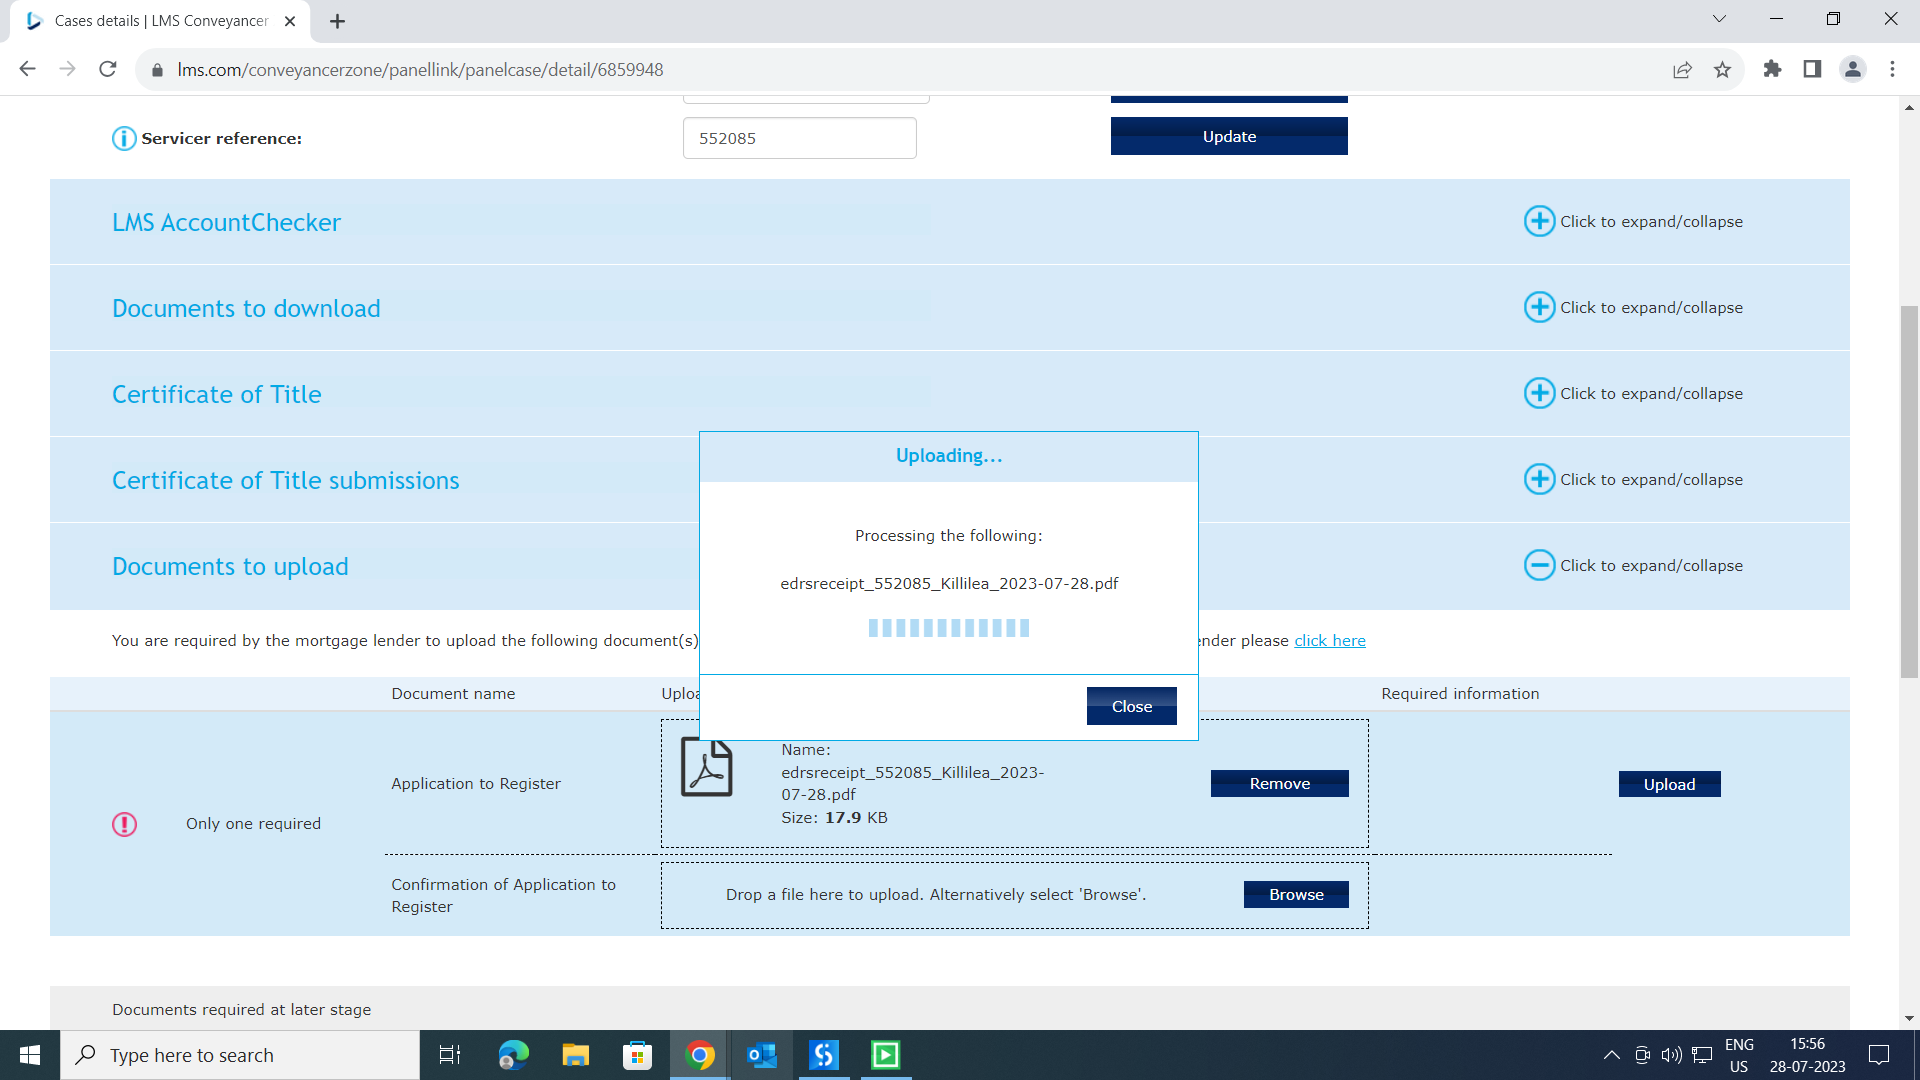 Cases details | LMS Conveyancer
lms.com/conveyancerzone/panellink/panelcase/detail/6859948
Servicer reference:
552085
Update
LMS AccountChecker
Click to expand/collapse
Documents to download
Click to expand/collapse
Certificate of Title
Click to expand/collapse
Certificate of Title submissions
Click to expand/collapse
Documents to upload
Click to expand/collapse
Uploading...
Processing the following:
edrsreceipt_552085_Killilea_2023-07-28.pdf
Close
You are required by the mortgage lender to upload the following document(s)
nder please click here
Document name
Uploa
Required information
Only one required
Application to Register
Name:
edrsreceipt_552085_Killilea_2023-
07-28.pdf
Size: 17.9 KB
Remove
Upload
Confirmation of Application to
Register
Drop a file here to upload. Alternatively select 'Browse'.
Browse
Documents required at later stage
Type here to search
ENG
US
15:56
28-07-2023